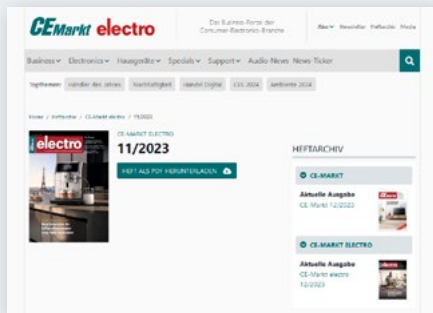 CEMarkt electro
Das Business-Portal der
Consumer-Electronics-Branche
Abo Newsletter Heftarchiv Media
Business Electronics Hausgeräte Specials Support Audio-News News-Ticker
Topthemen: Händler des Jahres Nachhaltigkeit Handel Digital CES 2024 Ambiente 2024
Home / Heftarchiv / CE-Markt electro / 11/2023
electro
CE-MARKT ELECTRO
11/2023
HEFT ALS PDF HERUNTERLADEN
HEFTARCHIV
CE-MARKT
Aktuelle Ausgabe
CE-Markt 12/2023
CE-MARKT ELECTRO
Aktuelle Ausgabe
CE-Markt electro
12/2023
electro